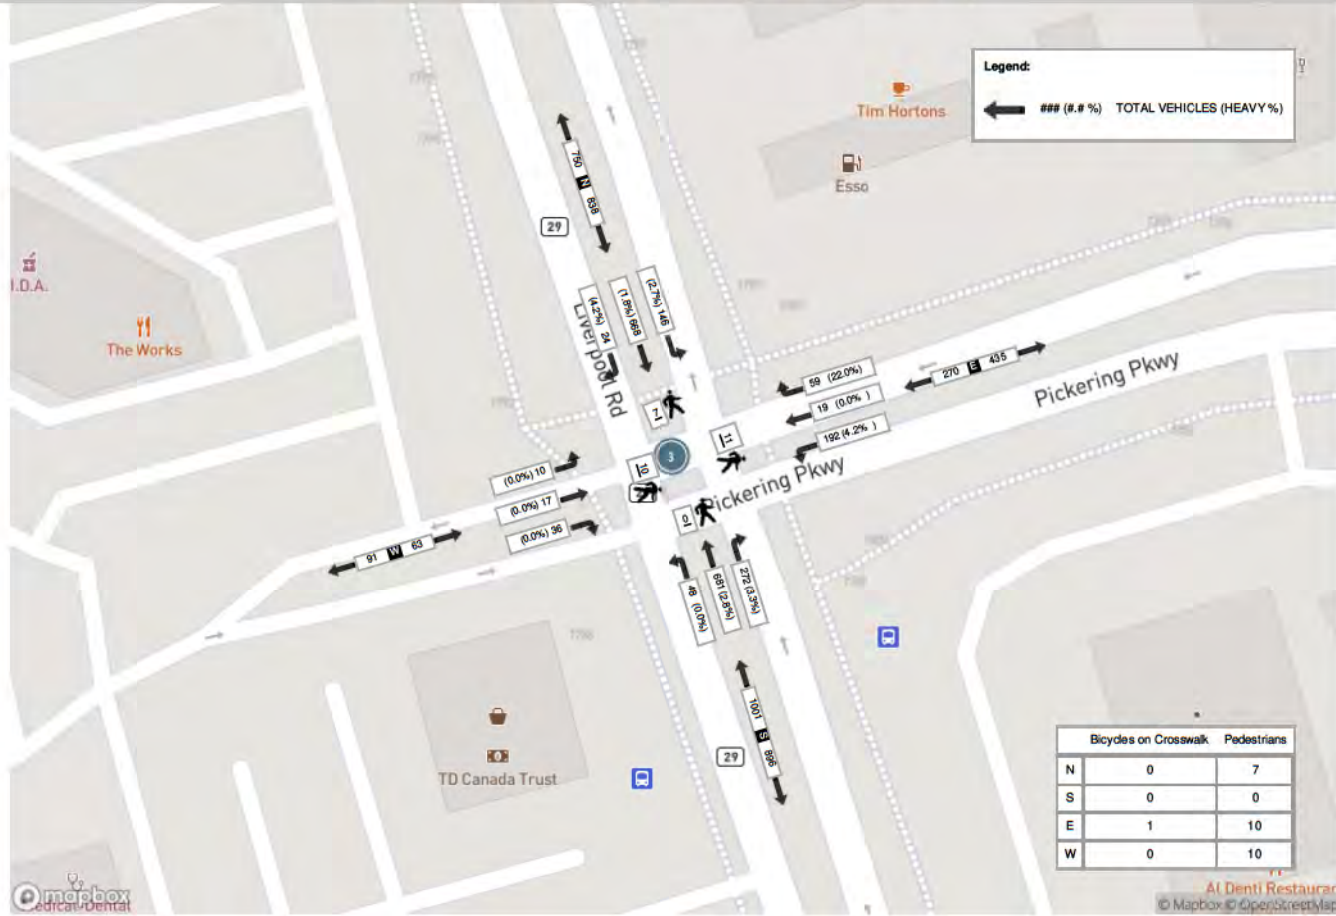 Legend:
### (#.# %) TOTAL VEHICLES (HEAVY %)
Tim Hortons
Esso
750 N 838
29
I.D.A.
The Works
(4.2%) 24
(1.8%) 668
(2.7%) 146
Liverpool Rd
59 (22.0%)
19 (0.0% )
192 (4.2% )
270 E 435
Pickering Pkwy
7
11
3
10
Pickering Pkwy
0
(0.0%) 10
(0.0%) 17
(0.0%) 36
91 W 63
48 (0.0%)
681 (2.8%)
272 (3.3%)
1001 S 896
29
TD Canada Trust
Bicycles on Crosswalk Pedestrians
N 0 7
S 0 0
E 1 10
W 0 10
mapbox
Al Denti Restaurar
© Mapbox © OpenStreetMap